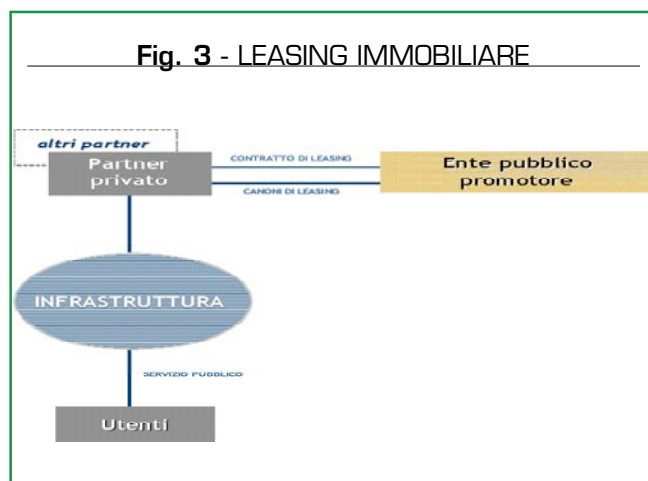 Fig. 3 - LEASING IMMOBILIARE
altri partner
Partner
privato
CONTRATTO DI LEASING
CANONI DI LEASING
Ente pubblico
promotore
INFRASTRUTTURA
SERVIZIO PUBBLICO
Utenti